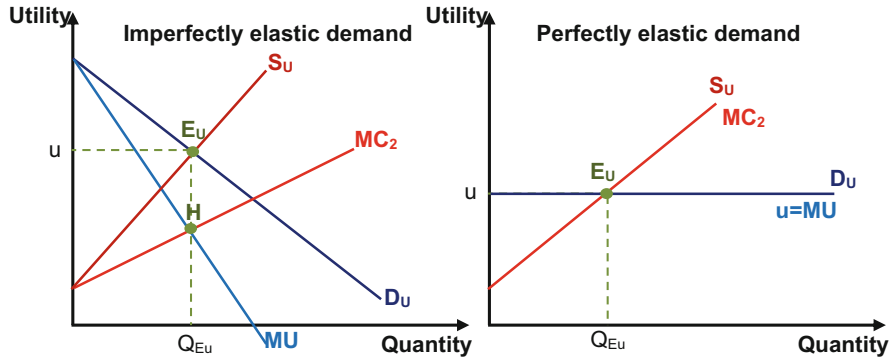 Utility
Imperfectly elastic demand
S_U
E_U
u
MC_2
H
D_U
Q_Eu
MU
Quantity
Utility
Perfectly elastic demand
S_U
MC_2
E_U
u
D_U
u=MU
Q_Eu
Quantity